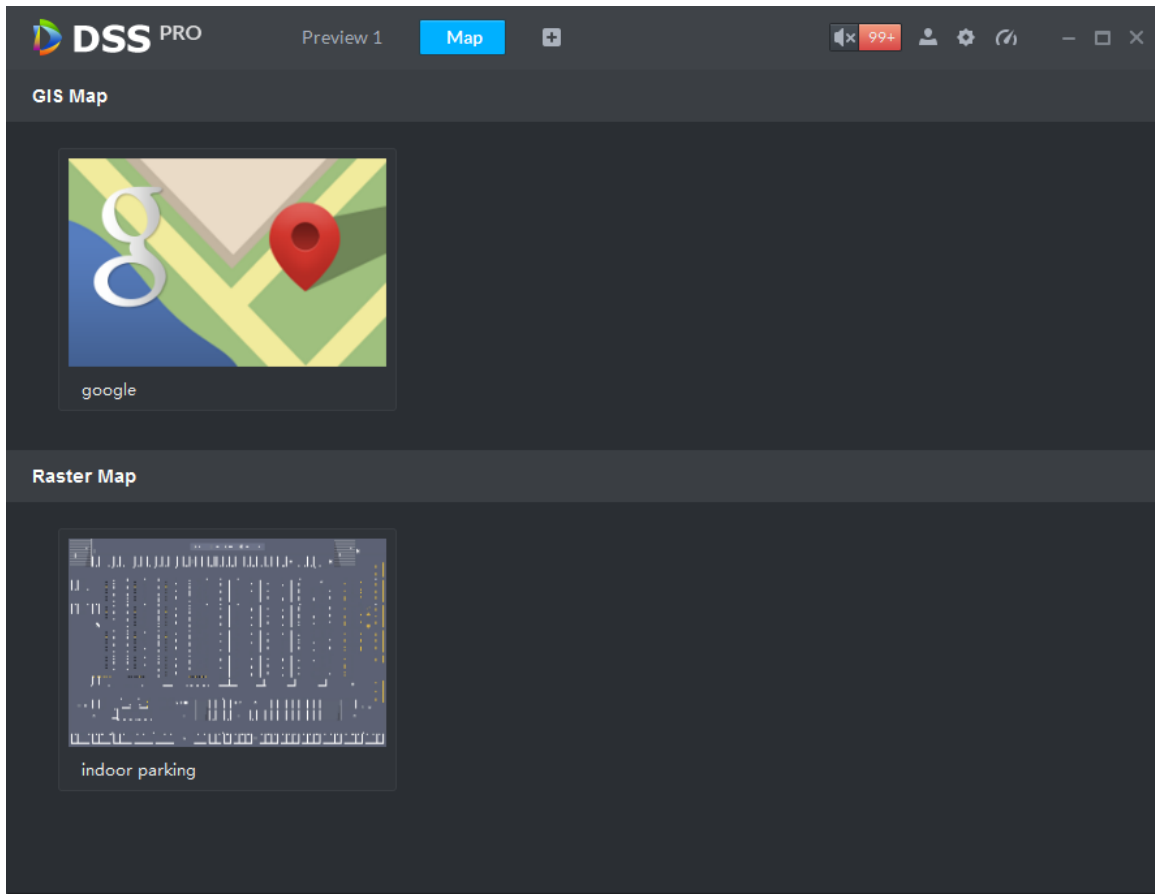 DSS PRO Preview 1 Map 99+
GIS Map
g
google
Raster Map
indoor parking